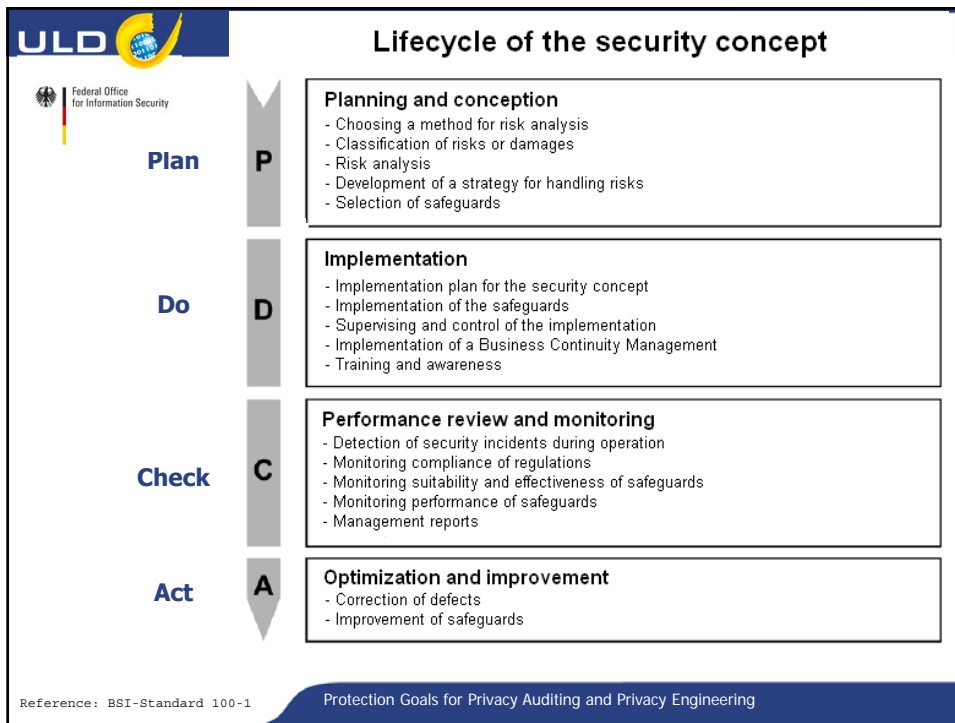 ULD
Lifecycle of the security concept
Federal Office
for Information Security
Plan
P
Planning and conception
- Choosing a method for risk analysis
- Classification of risks or damages
- Risk analysis
- Development of a strategy for handling risks
- Selection of safeguards
Do
D
Implementation
- Implementation plan for the security concept
- Implementation of the safeguards
- Supervising and control of the implementation
- Implementation of a Business Continuity Management
- Training and awareness
Check
C
Performance review and monitoring
- Detection of security incidents during operation
- Monitoring compliance of regulations
- Monitoring suitability and effectiveness of safeguards
- Monitoring performance of safeguards
- Management reports
Act
A
Optimization and improvement
- Correction of defects
- Improvement of safeguards
Reference: BSI-Standard 100-1
Protection Goals for Privacy Auditing and Privacy Engineering